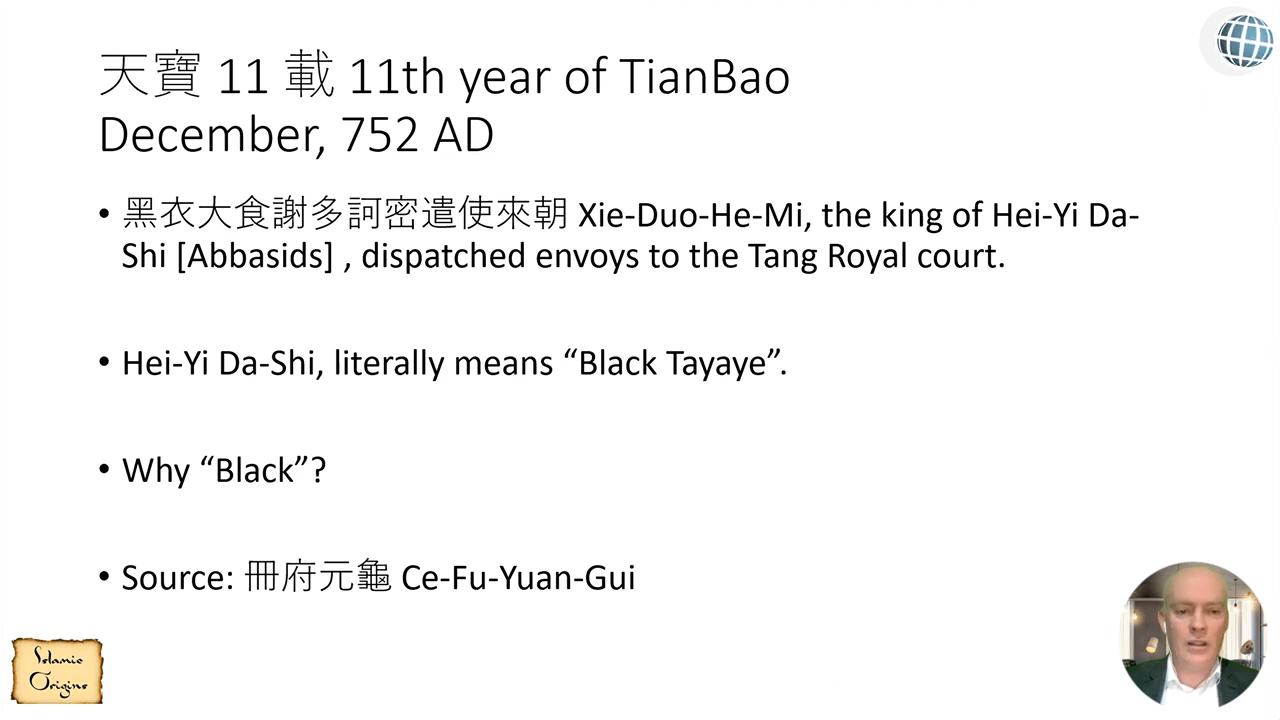 天寶 11 載 11th year of TianBao
December, 752 AD
• 黑衣大食謝多訶密遣使來朝 Xie-Duo-He-Mi, the king of Hei-Yi Da-
Shi [Abbasids] , dispatched envoys to the Tang Royal court.
• Hei-Yi Da-Shi, literally means “Black Tayaye”.
• Why “Black”?
• Source: 冊府元龜 Ce-Fu-Yuan-Gui
Islamic
Origins